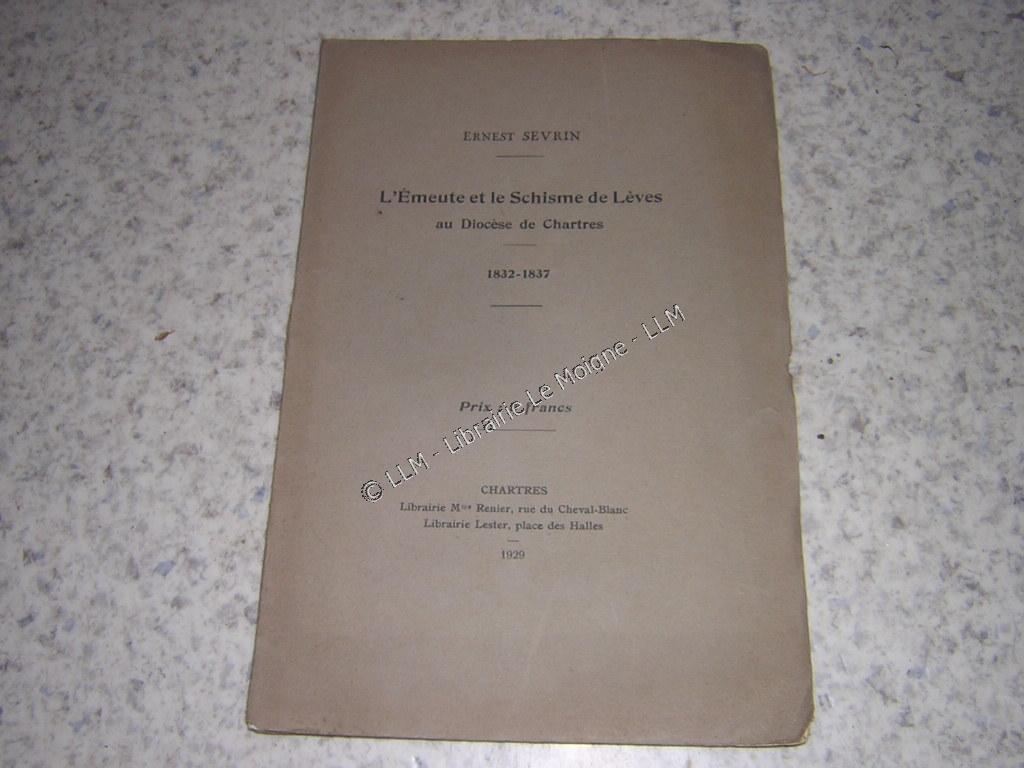 ERNEST SEVRIN
L'Émeute et le Schisme de Lèves
au Diocèse de Chartres
1832-1837
Prix francs
© LLM - Librairie Le Moigne - LLM
CHARTRES
Librairie Renier, rue du Cheval-Blanc
Librairie Lester, place des Halles
1929